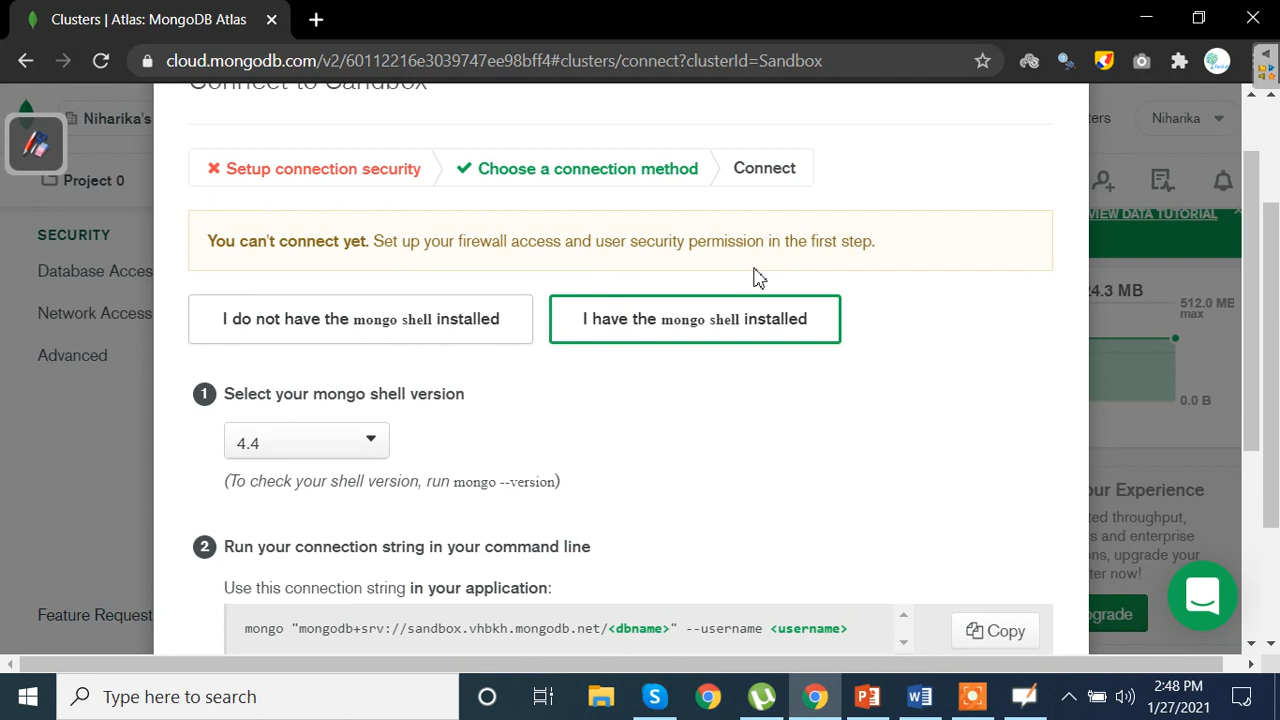 Clusters | Atlas: MongoDB Atlas
cloud.mongodb.com/v2/60112216e3039747ee98bff4#clusters/connect?clusterId=Sandbox
Connect to Sandbox
Niharika's
Niharika
Project 0
Setup connection security
Choose a connection method
Connect
VIEW DATA TUTORIAL
SECURITY
You can't connect yet. Set up your firewall access and user security permission in the first step.
Database Acces
24.3 MB
512.0 MB
max
Network Access
I do not have the mongo shell installed
I have the mongo shell installed
Advanced
1 Select your mongo shell version
0.0 B
4.4
(To check your shell version, run mongo --version)
our Experience
ted throughput,
cs and enterprise
ons, upgrade your
ter now!
2 Run your connection string in your command line
Use this connection string in your application:
Feature Request
grade
mongo "mongodb+srv://sandbox.vhbkh.mongodb.net/<dbname>" --username <username>
Copy
Type here to search
2:48 PM
1/27/2021